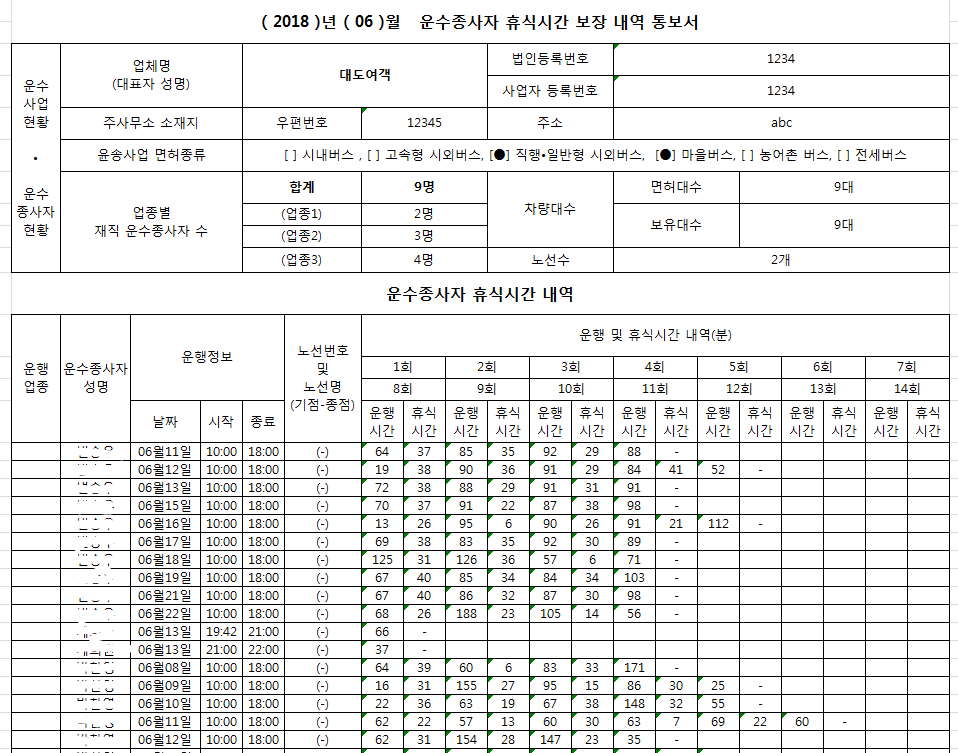 ( 2018 )년 ( 06 )월 운수종사자 휴식시간 보장 내역 통보서
운수 사업 현황 • 운수 종사자 현황
업체명 (대표자 성명) 대도여객 법인등록번호 1234
사업자 등록번호 1234
주사무소 소재지 우편번호 12345 주소 abc
운송사업 면허종류 [ ] 시내버스 , [ ] 고속형 시외버스, [●] 직행•일반형 시외버스, [●] 마을버스, [ ] 농어촌 버스, [ ] 전세버스
업종별 재직 운수종사자 수 합계 9명 차량대수 면허대수 9대
(업종1) 2명 보유대수 9대
(업종2) 3명
(업종3) 4명 노선수 2개
운수종사자 휴식시간 내역
운행 업종 운수종사자 성명 운행정보 노선번호 및 노선명 (기점-종점) 운행 및 휴식시간 내역(분)
1회 2회 3회 4회 5회 6회 7회
8회 9회 10회 11회 12회 13회 14회
날짜 시작 종료 운행 시간 휴식 시간 운행 시간 휴식 시간 운행 시간 휴식 시간 운행 시간 휴식 시간 운행 시간 휴식 시간 운행 시간 휴식 시간 운행 시간 휴식 시간
06월11일 10:00 18:00 (-) 64 37 85 35 92 29 88 -
06월12일 10:00 18:00 (-) 19 38 90 36 91 29 84 41 52 -
06월13일 10:00 18:00 (-) 72 38 88 29 91 31 91 -
06월15일 10:00 18:00 (-) 70 37 91 22 87 38 98 -
06월16일 10:00 18:00 (-) 13 26 95 6 90 26 91 21 112 -
06월17일 10:00 18:00 (-) 69 38 83 35 92 30 89 -
06월18일 10:00 18:00 (-) 125 31 126 36 57 6 71 -
06월19일 10:00 18:00 (-) 67 40 85 34 84 34 103 -
06월21일 10:00 18:00 (-) 67 40 86 32 87 30 98 -
06월22일 10:00 18:00 (-) 68 26 188 23 105 14 56 -
06월13일 19:42 21:00 (-) 66 -
06월13일 21:00 22:00 (-) 37 -
06월08일 10:00 18:00 (-) 64 39 60 6 83 33 171 -
06월09일 10:00 18:00 (-) 16 31 155 27 95 15 86 30 25 -
06월10일 10:00 18:00 (-) 22 36 63 19 67 38 148 32 55 -
06월11일 10:00 18:00 (-) 62 22 57 13 60 30 63 7 69 22 60 -
06월12일 10:00 18:00 (-) 62 31 154 28 147 23 35 -